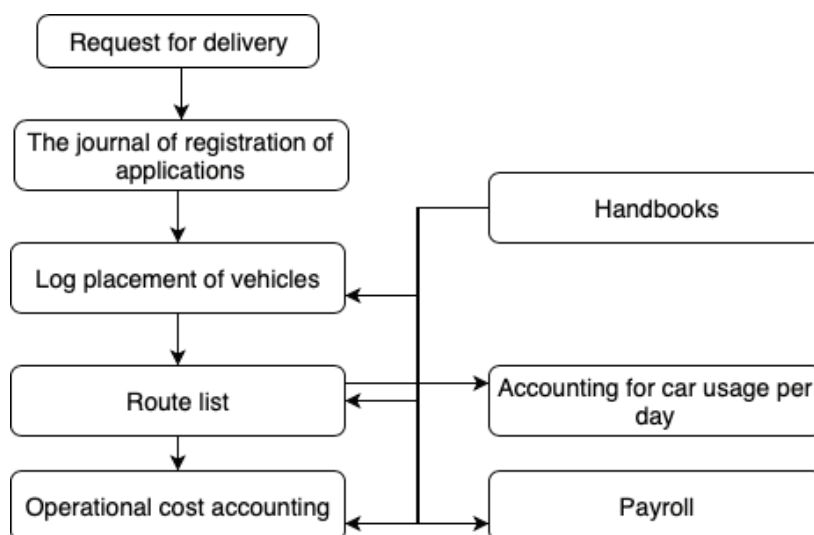 Request for delivery
The journal of registration of
applications
Handbooks
Log placement of vehicles
Route list
Accounting for car usage per
day
Operational cost accounting
Payroll